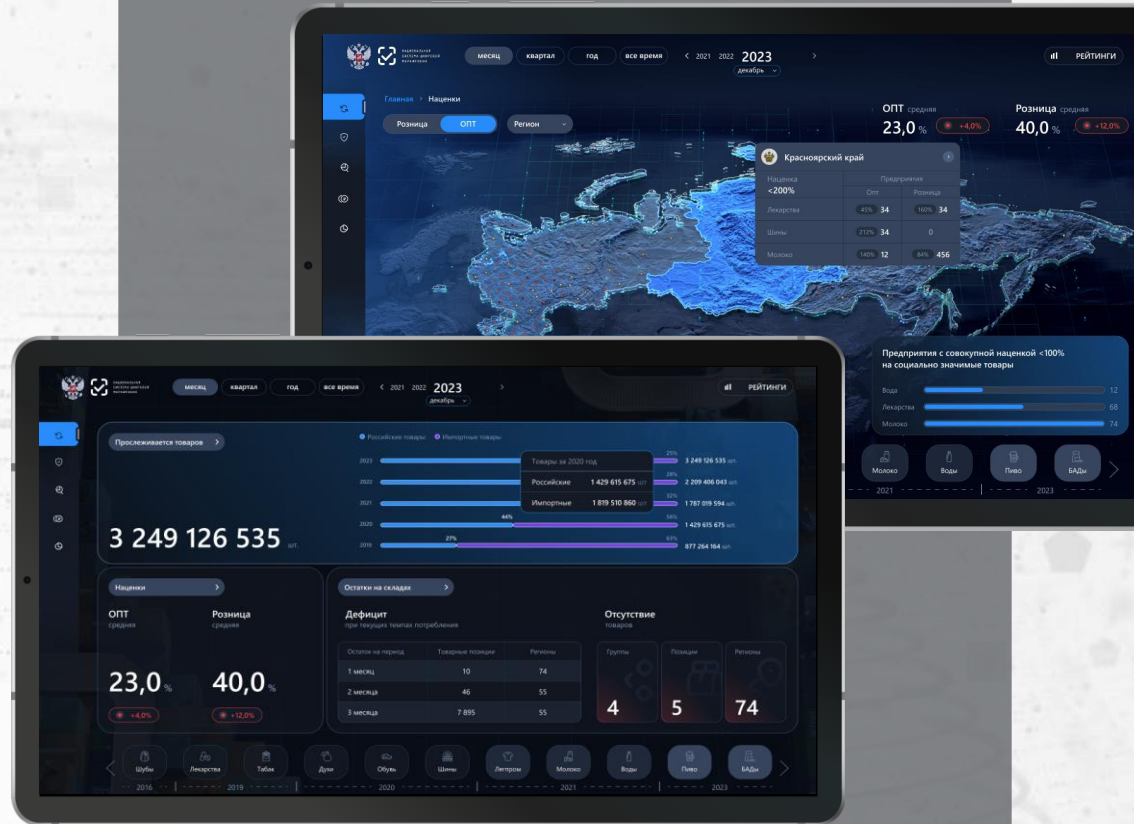 НАЦИОНАЛЬНАЯ
СИСТЕМА ЦИФРОВОЙ
МАРКИРОВКИ
месяц квартал год все время 2021 2022 2023
декабрь
РЕЙТИНГИ
Главная > Наценки
Розница ОПТ Регион
ОПТ средняя
23,0 % +4,0%
Розница средняя
40,0 % +12,0%
Красноярский край
Наценка Предприятия
<200% Опт Розница
Лекарства 45% 34 160% 34
Шины 212% 34 0
Молоко 140% 12 84% 456
Предприятия с совокупной наценкой <100%
на социально значимые товары
Вода 12
Лекарства 68
Молоко 74
Молоко Воды Пиво БАДы
2021 2023
НАЦИОНАЛЬНАЯ
СИСТЕМА ЦИФРОВОЙ
МАРКИРОВКИ
месяц квартал год все время 2021 2022 2023
декабрь
РЕЙТИНГИ
Прослеживается товаров
3 249 126 535 шт.
Российские товары Импортные товары
2023 25% 3 249 126 535 шт.
2022 28% 2 209 406 043 шт.
2021 32% 1 787 019 594 шт.
2020 44% 56% 1 429 615 675 шт.
2019 27% 63% 877 264 164 шт.
Товары за 2020 год
Российские 1 429 615 675 шт
Импортные 1 819 510 860 шт
Наценки
ОПТ
средняя
23,0 %
+4,0%
Розница
средняя
40,0 %
+12,0%
Остатки на складах
Дефицит
при текущих темпах потребления
Остаток на период Товарные позиции Регионы
1 месяц 10 74
2 месяца 46 55
3 месяца 7 895 55
Отсутствие
товаров
Группы Позиции Регионы
4 5 74
Шубы Лекарства Табак Духи Обувь Шины Легпром Молоко Воды Пиво БАДы
2016 2019 2020 2021 2023